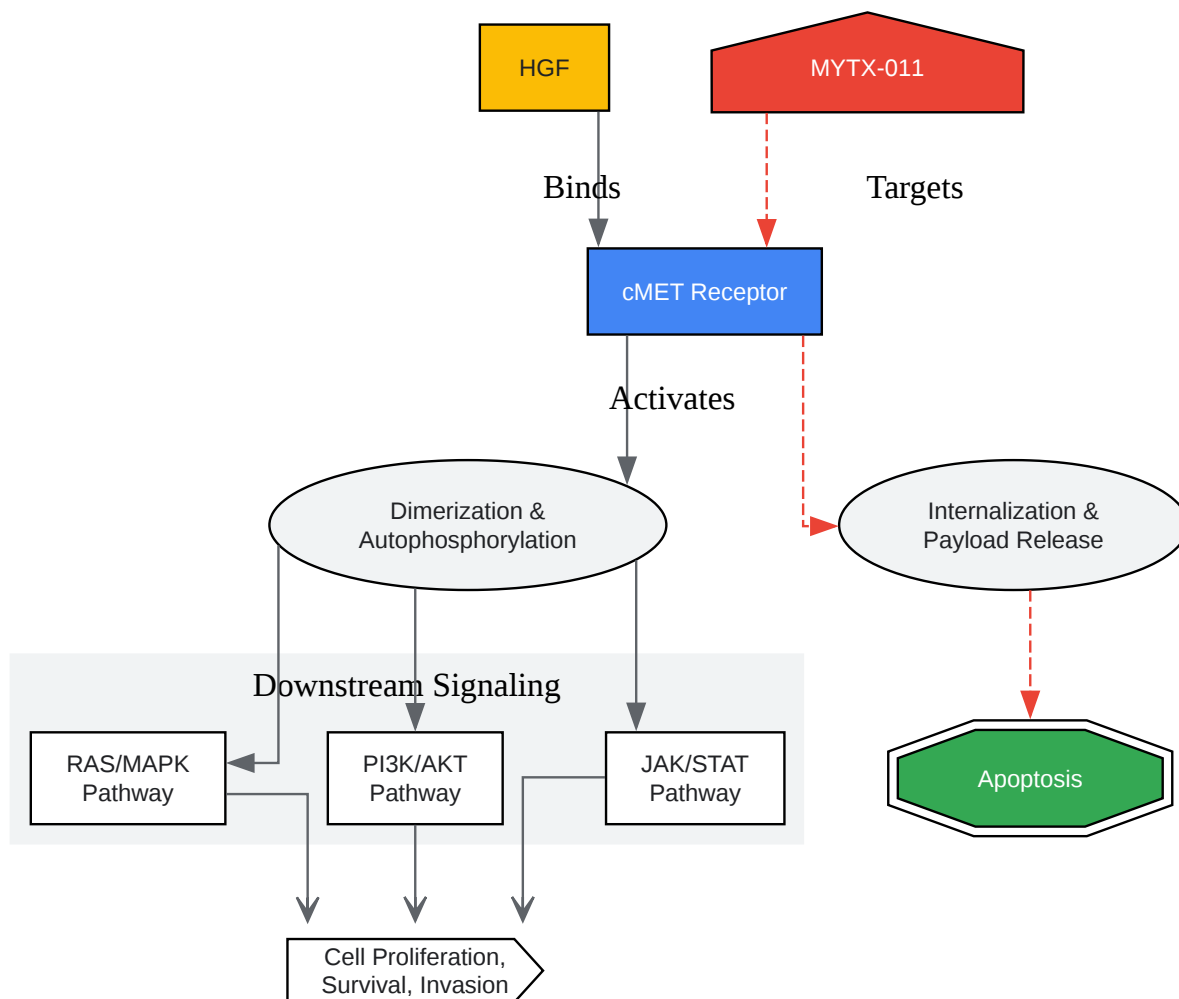 HGF
MYTX-011
Binds
Targets
cMET Receptor
Activates
Dimerization &
Autophosphorylation
Internalization &
Payload Release
Downstream Signaling
RAS/MAPK
Pathway
PI3K/AKT
Pathway
JAK/STAT
Pathway
Apoptosis
Cell Proliferation,
Survival, Invasion